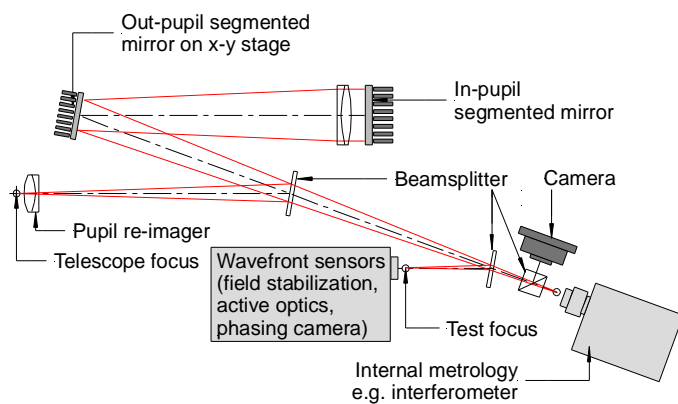 Out-pupil segmented
mirror on x-y stage
In-pupil
segmented mirror
Beamsplitter
Camera
Pupil re-imager
Telescope focus
Wavefront sensors
(field stabilization,
active optics,
phasing camera)
Test focus
Internal metrology
e.g. interferometer